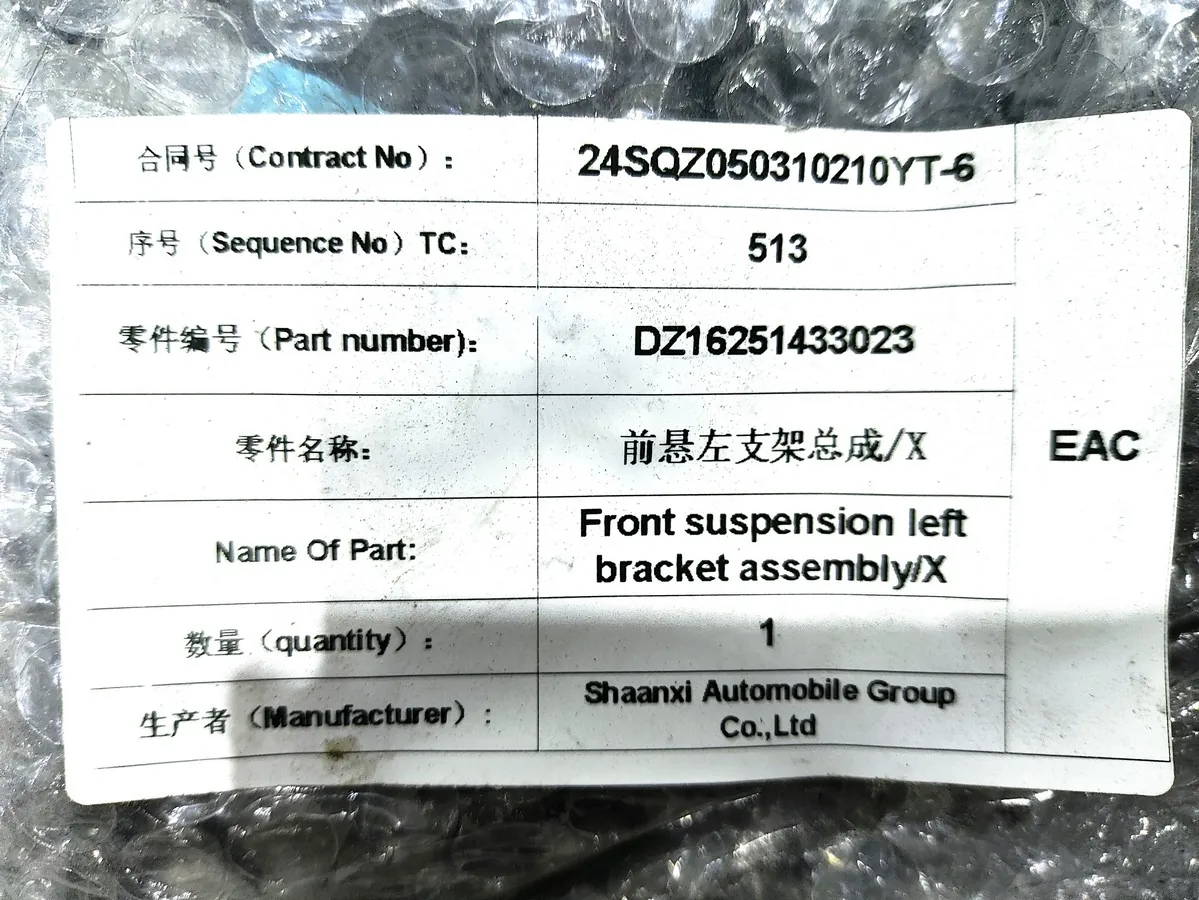 合同号（Contract No）： 24SQZ050310210YT-6
序号（Sequence No）TC： 513
零件编号（Part number)： DZ16251433023
零件名称： 前悬左支架总成/X
EAC
Name Of Part: Front suspension left
bracket assembly/X
数量（quantity）： 1
生产者（Manufacturer）： Shaanxi Automobile Group
Co.,Ltd